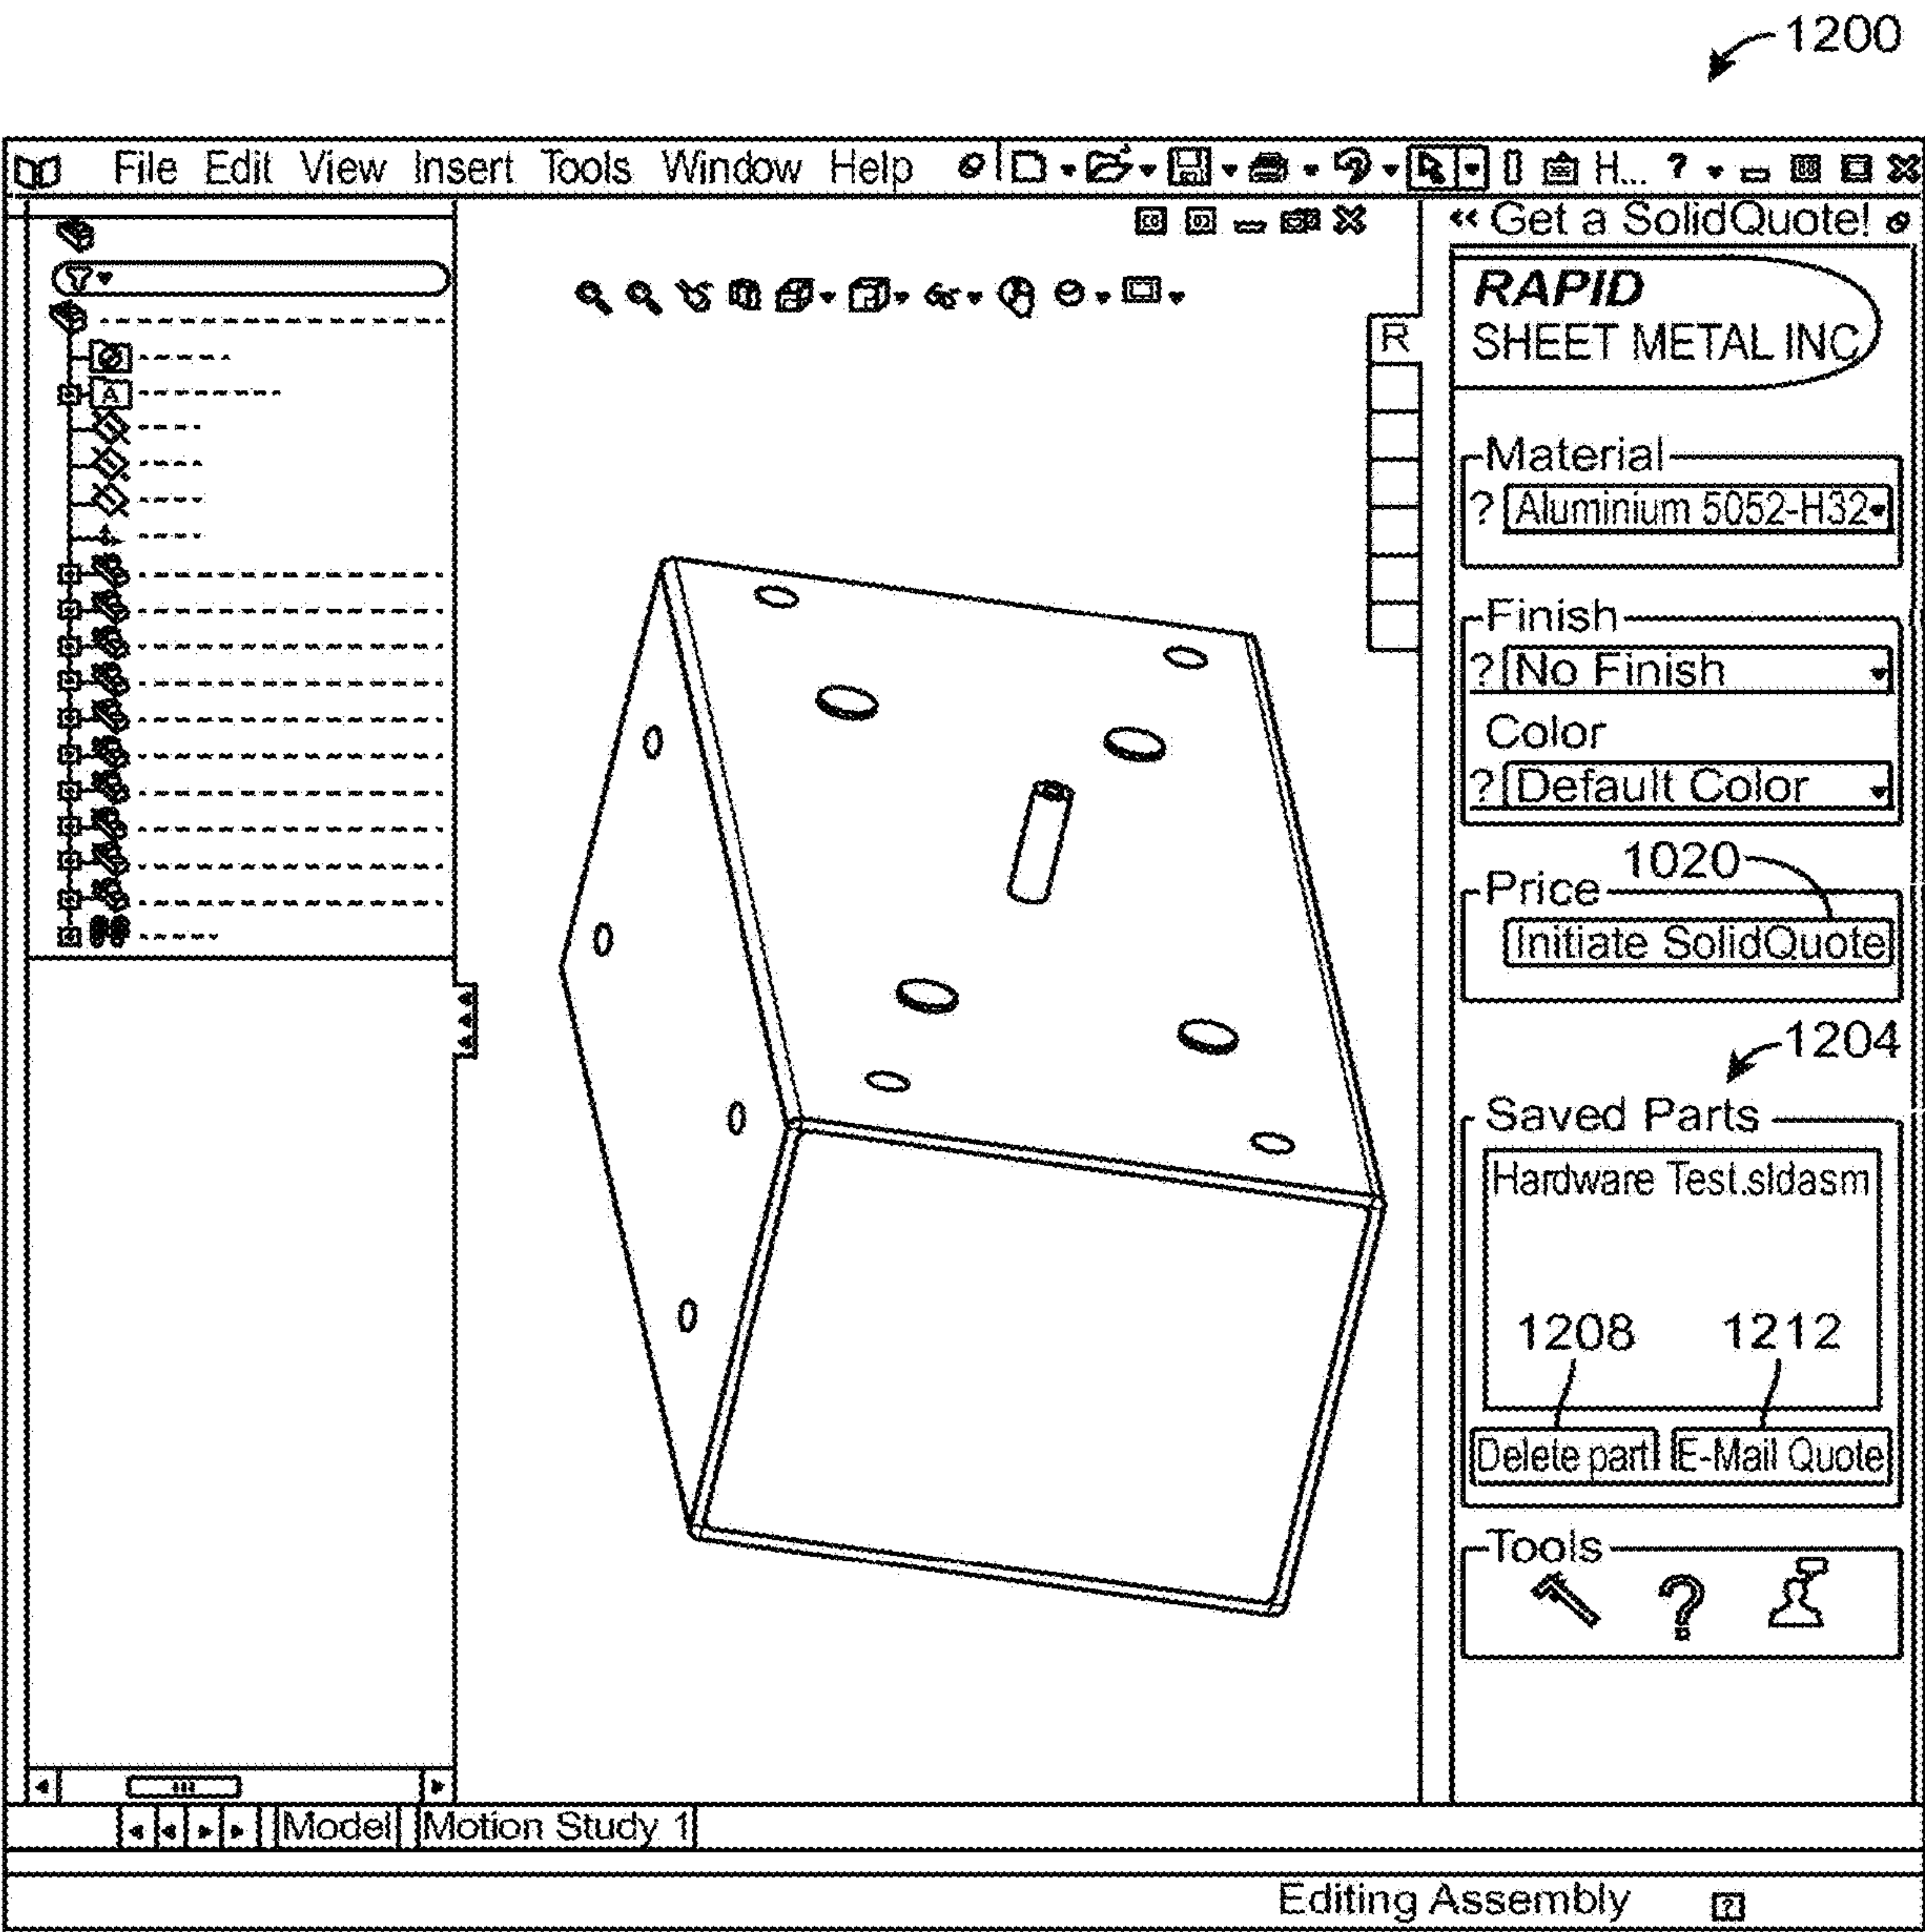 1200
File Edit View Insert Tools Window Help H... ?
« Get a SolidQuote!
RAPID
SHEET METAL INC
R
A
Material
? Aluminium 5052-H32
Finish
? No Finish
Color
? Default Color
1020
Price
Initiate SolidQuote
1204
Saved Parts
Hardware Test.sldasm
1208 1212
Delete part E-Mail Quote
Tools
?
Model Motion Study 1
Editing Assembly ?